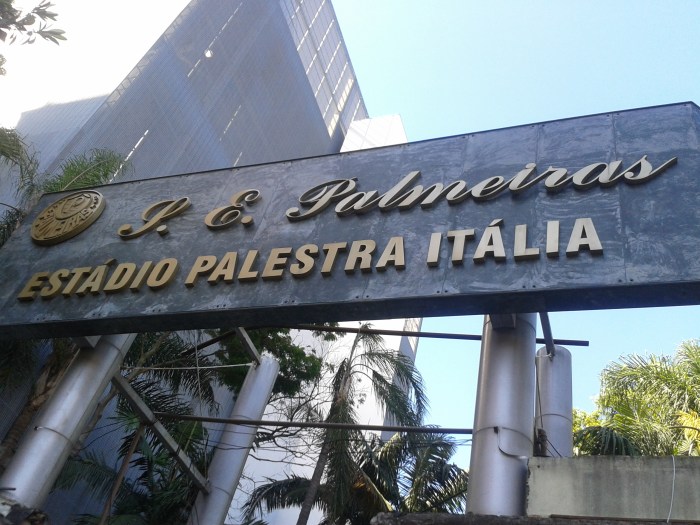 S. E. Palmeiras
ESTÁDIO PALESTRA ITÁLIA